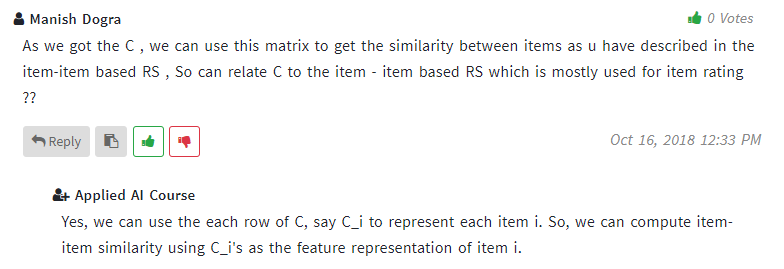 Manish Dogra
0 Votes
As we got the C , we can use this matrix to get the similarity between items as u have described in the
item-item based RS , So can relate C to the item - item based RS which is mostly used for item rating
??
Reply
Oct 16, 2018 12:33 PM
Applied AI Course
Yes, we can use the each row of C, say C_i to represent each item i. So, we can compute item-
item similarity using C_i's as the feature representation of item i.